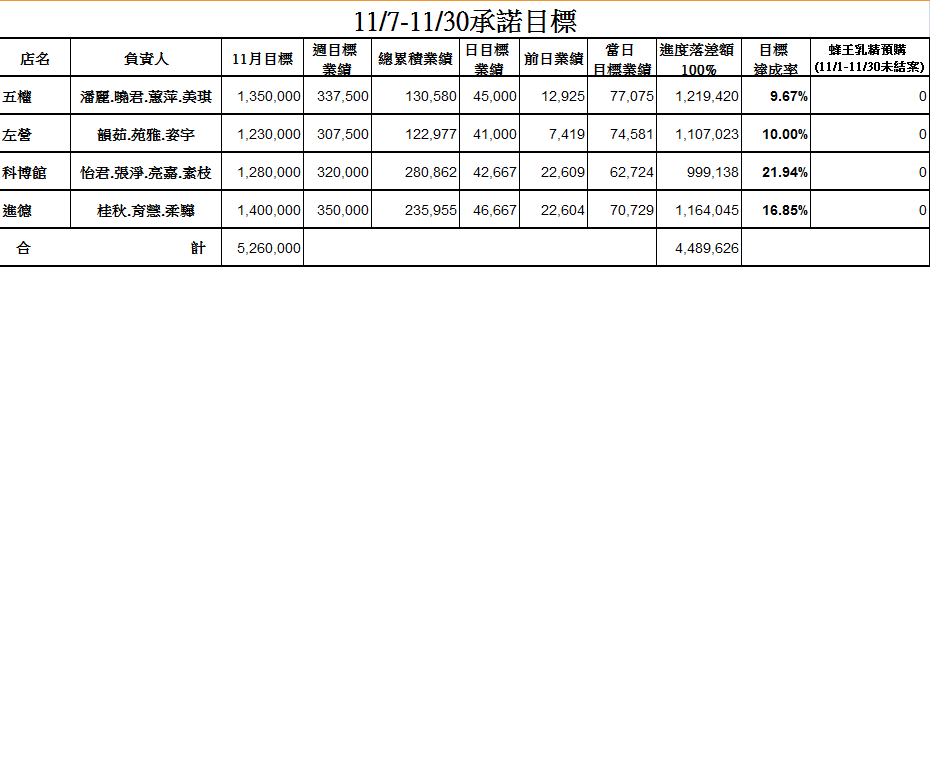 11/7-11/30承諾目標
店名 負責人 11月目標 週目標業績 總累積業績 日目標業績 前日業績 當日目標業績 進度落差額100% 目標達成率 蜂王乳精預購(11/1-11/30未結案)
五權 潘麗.曉君.蕙萍.美琪 1,350,000 337,500 130,580 45,000 12,925 77,075 1,219,420 9.67% 0
左營 韻茹.苑雅.姿宇 1,230,000 307,500 122,977 41,000 7,419 74,581 1,107,023 10.00% 0
科博館 怡君.張淨.亮嘉.素枝 1,280,000 320,000 280,862 42,667 22,609 62,724 999,138 21.94% 0
進德 桂秋.育慧.柔驊 1,400,000 350,000 235,955 46,667 22,604 70,729 1,164,045 16.85% 0
合 計 5,260,000 4,489,626